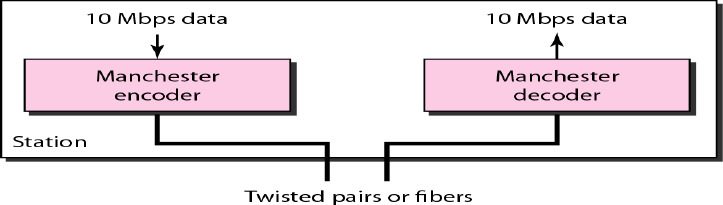 10 Mbps data
10 Mbps data
Manchester
encoder
Manchester
decoder
Station
Twisted pairs or fibers